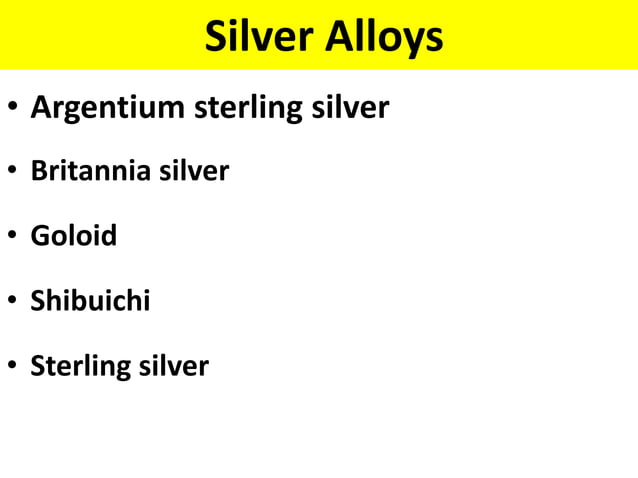 Silver Alloys
• Argentium sterling silver
• Britannia silver
• Goloid
• Shibuichi
• Sterling silver